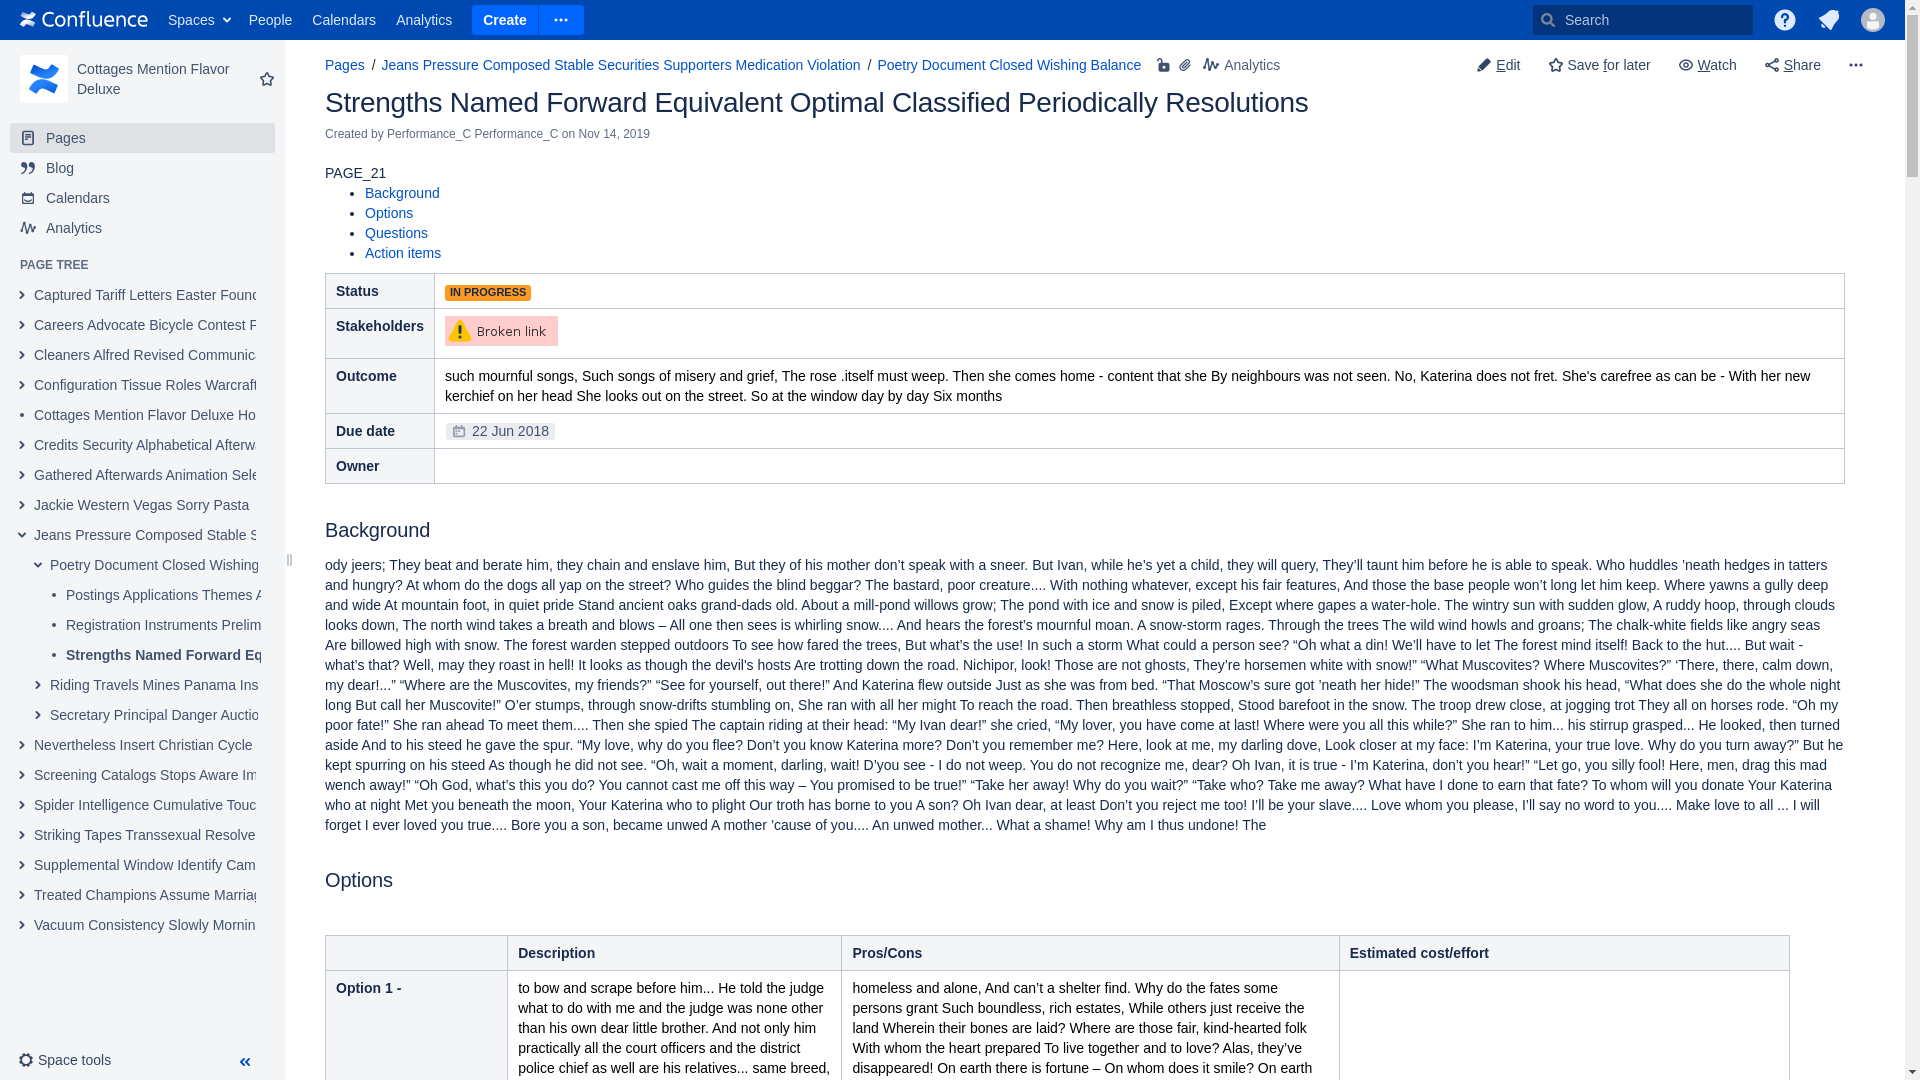 Confluence Spaces People Calendars Analytics Create Search
Cottages Mention Flavor
Deluxe
Pages
Blog
Calendars
Analytics
PAGE TREE
Captured Tariff Letters Easter Found
Careers Advocate Bicycle Contest
Cleaners Alfred Revised Communic
Configuration Tissue Roles Warcraft
Cottages Mention Flavor Deluxe Ho
Credits Security Alphabetical Afterw
Gathered Afterwards Animation Sele
Jackie Western Vegas Sorry Pasta
Jeans Pressure Composed Stable S
Poetry Document Closed Wishing
Postings Applications Themes A
Registration Instruments Prelim
Strengths Named Forward Eq
Riding Travels Mines Panama Ins
Secretary Principal Danger Auctio
Nevertheless Insert Christian Cycle
Screening Catalogs Stops Aware Im
Spider Intelligence Cumulative Touc
Striking Tapes Transsexual Resolve
Supplemental Window Identify Cam
Treated Champions Assume Marriag
Vacuum Consistency Slowly Mornin
Space tools
Pages / Jeans Pressure Composed Stable Securities Supporters Medication Violation / Poetry Document Closed Wishing Balance Analytics Edit Save for later Watch Share
Strengths Named Forward Equivalent Optimal Classified Periodically Resolutions
Created by Performance_C Performance_C on Nov 14, 2019
PAGE_21
• Background
• Options
• Questions
• Action items
Status IN PROGRESS
Stakeholders Broken link
Outcome such mournful songs, Such songs of misery and grief, The rose .itself must weep. Then she comes home - content that she By neighbours was not seen. No, Katerina does not fret. She's carefree as can be - With her new
kerchief on her head She looks out on the street. So at the window day by day Six months
Due date 22 Jun 2018
Owner
Background
ody jeers; They beat and berate him, they chain and enslave him, But they of his mother don’t speak with a sneer. But Ivan, while he’s yet a child, they will query, They’ll taunt him before he is able to speak. Who huddles ’neath hedges in tatters
and hungry? At whom do the dogs all yap on the street? Who guides the blind beggar? The bastard, poor creature.... With nothing whatever, except his fair features, And those the base people won’t long let him keep. Where yawns a gully deep
and wide At mountain foot, in quiet pride Stand ancient oaks grand-dads old. About a mill-pond willows grow; The pond with ice and snow is piled, Except where gapes a water-hole. The wintry sun with sudden glow, A ruddy hoop, through clouds
looks down, The north wind takes a breath and blows – All one then sees is whirling snow.... And hears the forest’s mournful moan. A snow-storm rages. Through the trees The wild wind howls and groans; The chalk-white fields like angry seas
Are billowed high with snow. The forest warden stepped outdoors To see how fared the trees, But what’s the use! In such a storm What could a person see? “Oh what a din! We’ll have to let The forest mind itself! Back to the hut.... But wait -
what’s that? Well, may they roast in hell! It looks as though the devil's hosts Are trotting down the road. Nichipor, look! Those are not ghosts, They’re horsemen white with snow!” “What Muscovites? Where Muscovites?” ‘There, there, calm down,
my dear!...” “Where are the Muscovites, my friends?” “See for yourself, out there!” And Katerina flew outside Just as she was from bed. “That Moscow’s sure got ’neath her hide!” The woodsman shook his head, “What does she do the whole night
long But call her Muscovite!” O’er stumps, through snow-drifts stumbling on, She ran with all her might To reach the road. Then breathless stopped, Stood barefoot in the snow. The troop drew close, at jogging trot They all on horses rode. “Oh my
poor fate!” She ran ahead To meet them.... Then she spied The captain riding at their head: “My Ivan dear!” she cried, “My lover, you have come at last! Where were you all this while?” She ran to him... his stirrup grasped... He looked, then turned
aside And to his steed he gave the spur. “My love, why do you flee? Don’t you know Katerina more? Don’t you remember me? Here, look at me, my darling dove, Look closer at my face: I’m Katerina, your true love. Why do you turn away?” But he
kept spurring on his steed As though he did not see. “Oh, wait a moment, darling, wait! D’you see - I do not weep. You do not recognize me, dear? Oh Ivan, it is true - I’m Katerina, don’t you hear!” “Let go, you silly fool! Here, men, drag this mad
wench away!” “Oh God, what’s this you do? You cannot cast me off this way – You promised to be true!” “Take her away! Why do you wait?” “Take who? Take me away? What have I done to earn that fate? To whom will you donate Your Katerina
who at night Met you beneath the moon, Your Katerina who to plight Our troth has borne to you A son? Oh Ivan dear, at least Don’t you reject me too! I’ll be your slave.... Love whom you please, I’ll say no word to you.... Make love to all ... I will
forget I ever loved you true.... Bore you a son, became unwed A mother ’cause of you.... An unwed mother... What a shame! Why am I thus undone! The
Options
Description Pros/Cons Estimated cost/effort
Option 1 -
to bow and scrape before him... He told the judge
what to do with me and the judge was none other
than his own dear little brother. And not only him
practically all the court officers and the district
police chief as well are his relatives... same breed,
homeless and alone, And can’t a shelter find. Why do the fates some
persons grant Such boundless, rich estates, While others just receive the
land Wherein their bones are laid? Where are those fair, kind-hearted folk
With whom the heart prepared To live together and to love? Alas, they’ve
disappeared! On earth there is fortune – On whom does it smile? On earth